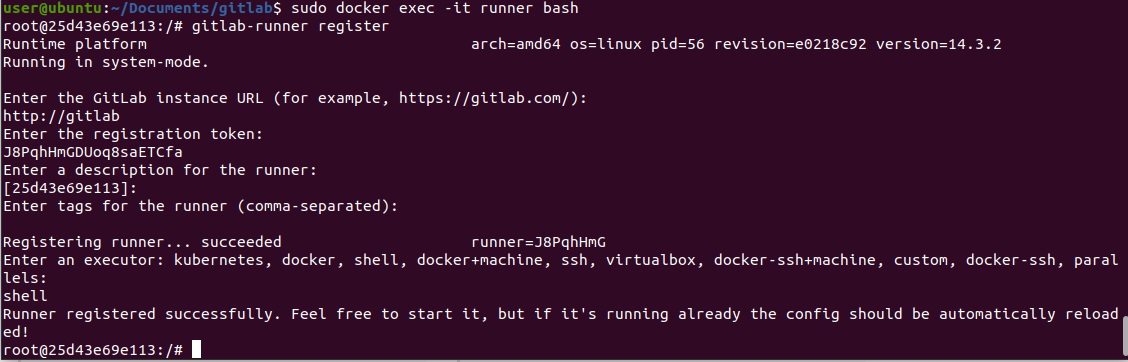 user@ubuntu:~/Documents/gitlab$ sudo docker exec -it runner bash
root@25d43e69e113:/# gitlab-runner register
Runtime platform                                    arch=amd64 os=linux pid=56 revision=e0218c92 version=14.3.2
Running in system-mode.
Enter the GitLab instance URL (for example, https://gitlab.com/):
http://gitlab
Enter the registration token:
J8PqhHmGDUoq8saETCfa
Enter a description for the runner:
[25d43e69e113]:
Enter tags for the runner (comma-separated):
Registering runner... succeeded                     runner=J8PqhHmG
Enter an executor: kubernetes, docker, shell, docker+machine, ssh, virtualbox, docker-ssh+machine, custom, docker-ssh, paral
lels:
shell
Runner registered successfully. Feel free to start it, but if it's running already the config should be automatically reload
ed!
root@25d43e69e113:/#